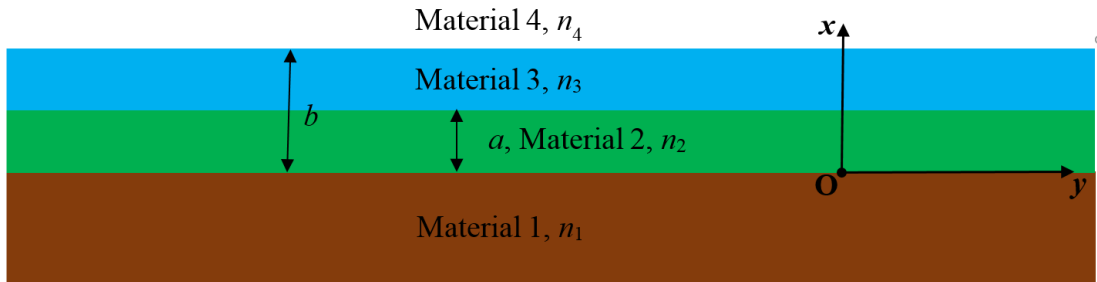 Material 4, n₄
x
Material 3, n₃
b
a, Material 2, n₂
O
y
Material 1, n₁